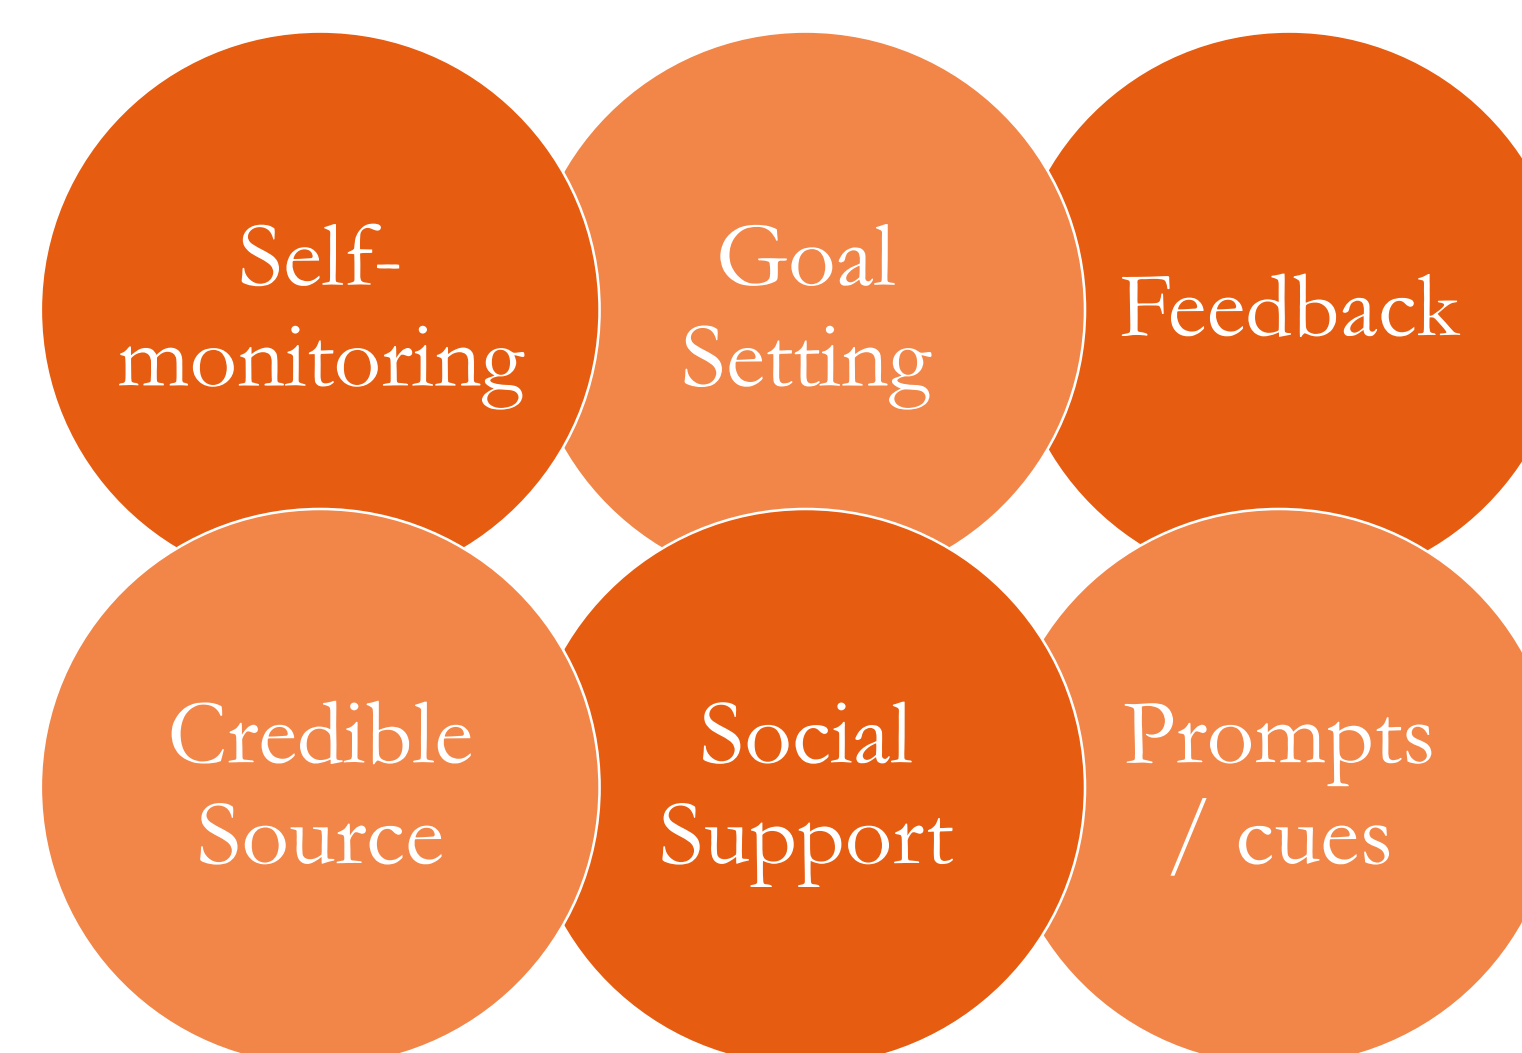 Self-
monitoring
Goal
Setting
Feedback
Credible
Source
Social
Support
Prompts
/ cues